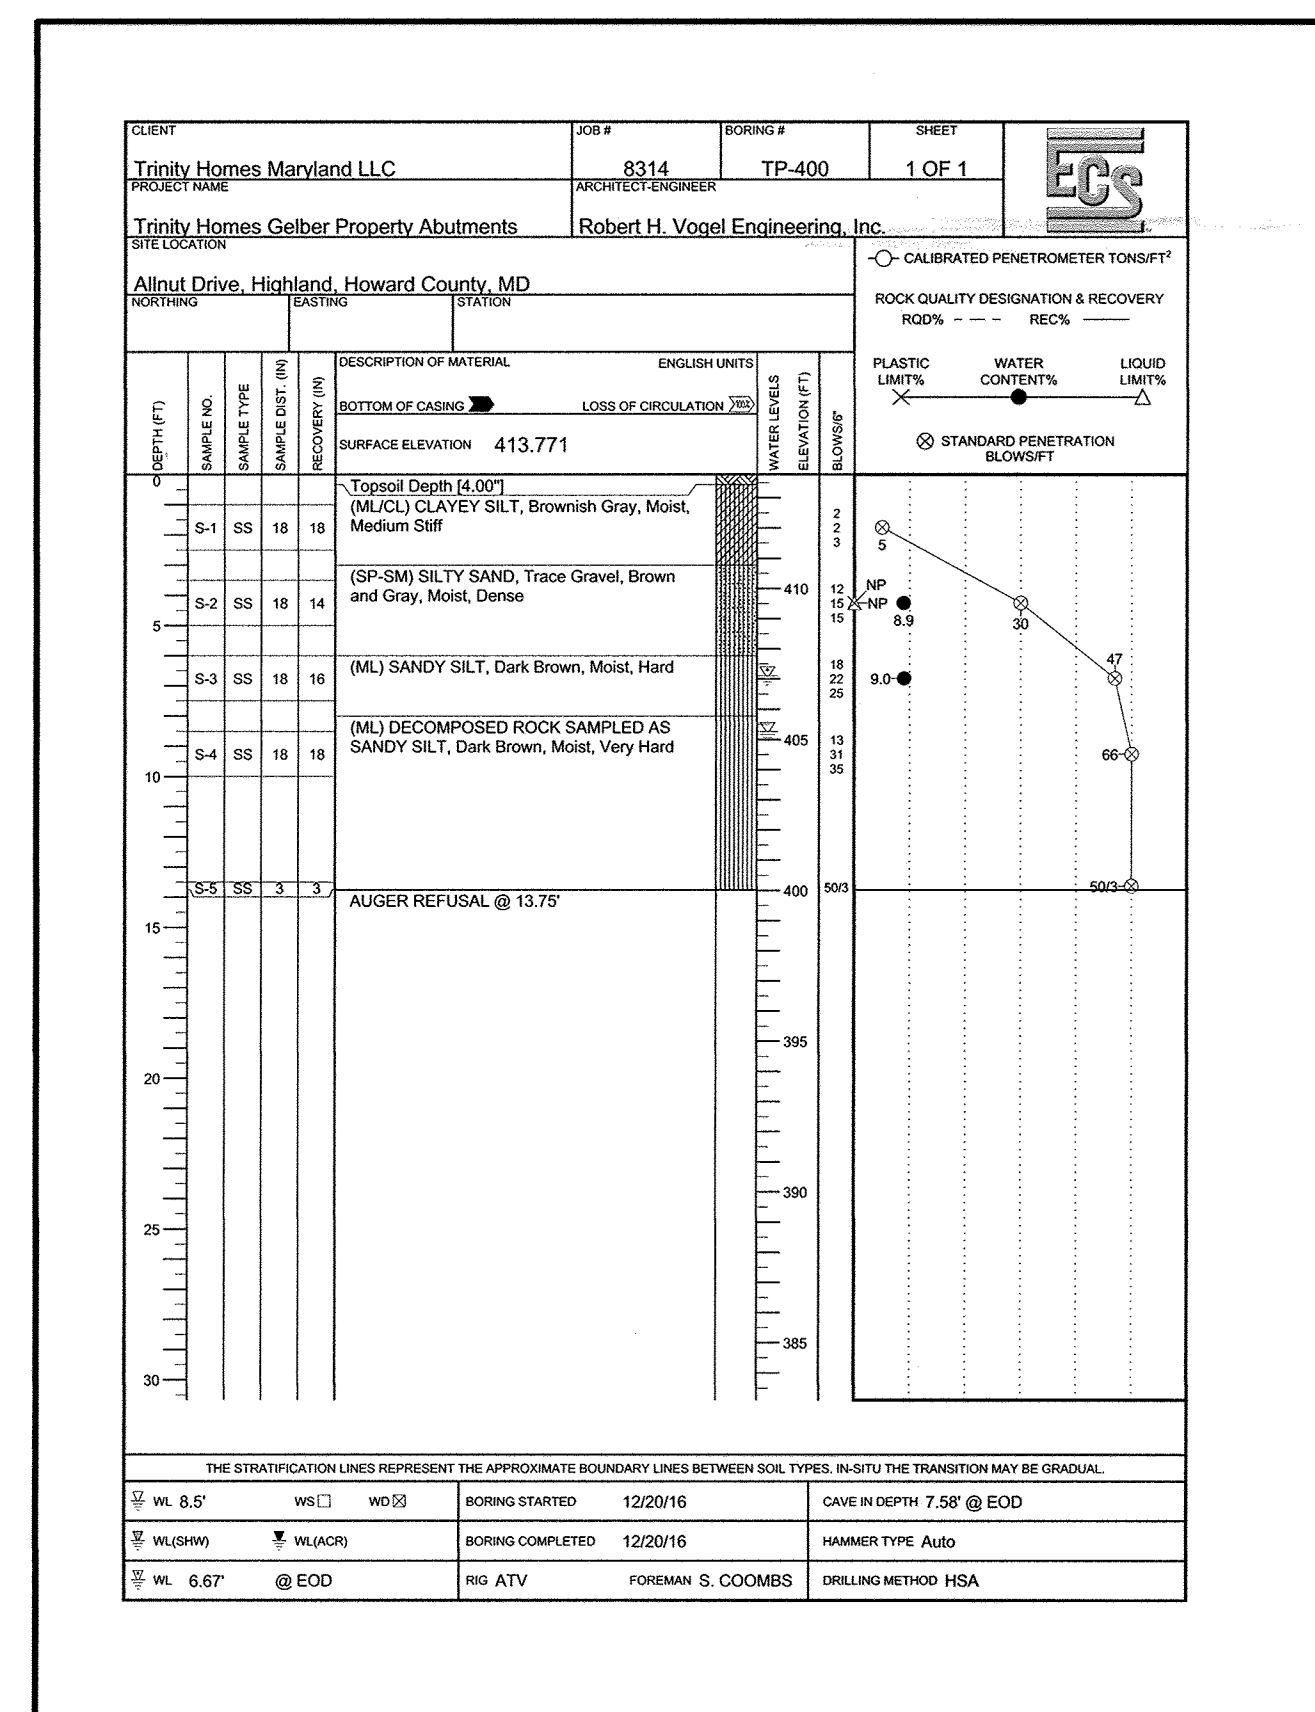 CLIENT
JOB #
BORING #
SHEET
Trinity Homes Maryland LLC
8314
TP-400
1 OF 1
ECS
PROJECT NAME
ARCHITECT-ENGINEER
Trinity Homes Gelber Property Abutments
Robert H. Vogel Engineering, Inc.
SITE LOCATION
Allnut Drive, Highland, Howard County, MD
NORTHING
EASTING
STATION
CALIBRATED PENETROMETER TONS/FT²
ROCK QUALITY DESIGNATION & RECOVERY
RQD% - — - REC% ———
PLASTIC LIMIT%
WATER CONTENT%
LIQUID LIMIT%
STANDARD PENETRATION
BLOWS/FT
DEPTH (FT)
SAMPLE NO.
SAMPLE TYPE
SAMPLE DIST. (IN)
RECOVERY (IN)
DESCRIPTION OF MATERIAL
ENGLISH UNITS
BOTTOM OF CASING
LOSS OF CIRCULATION 100%
SURFACE ELEVATION 413.771
WATER LEVELS
ELEVATION (FT)
BLOWS/6"
0
Topsoil Depth [4.00"]
(ML/CL) CLAYEY SILT, Brownish Gray, Moist,
Medium Stiff
S-1 SS 18 18
2
2
3
5
(SP-SM) SILTY SAND, Trace Gravel, Brown
and Gray, Moist, Dense
S-2 SS 18 14
410
12
15
15
NP
NP
8.9
30
5
(ML) SANDY SILT, Dark Brown, Moist, Hard
S-3 SS 18 16
18
22
25
9.0
47
(ML) DECOMPOSED ROCK SAMPLED AS
SANDY SILT, Dark Brown, Moist, Very Hard
S-4 SS 18 18
405
13
31
35
66
10
S-5 SS 3 3
400
50/3
50/3
AUGER REFUSAL @ 13.75'
15
395
20
390
25
385
30
THE STRATIFICATION LINES REPRESENT THE APPROXIMATE BOUNDARY LINES BETWEEN SOIL TYPES. IN-SITU THE TRANSITION MAY BE GRADUAL.
WL 8.5' WS☐ WD☒
BORING STARTED 12/20/16
CAVE IN DEPTH 7.58' @ EOD
WL(SHW) WL(ACR)
BORING COMPLETED 12/20/16
HAMMER TYPE Auto
WL 6.67' @ EOD
RIG ATV FOREMAN S. COOMBS
DRILLING METHOD HSA